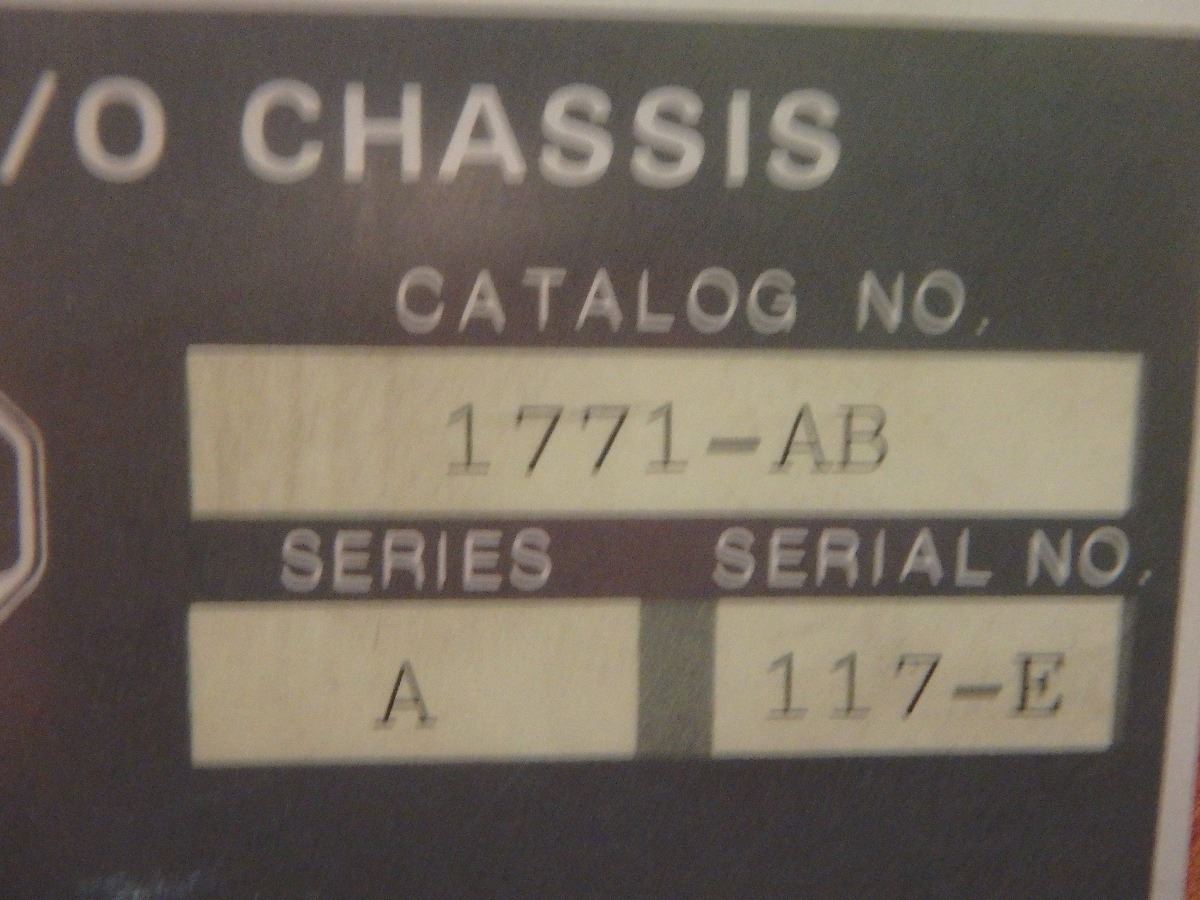 /O CHASSIS
CATALOG NO.
1771-AB
SERIES SERIAL NO.
A 117-E